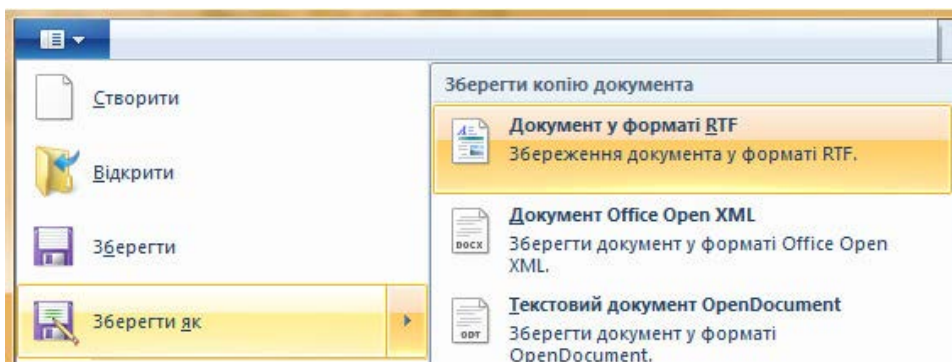 Створити
Відкрити
Зберегти
Зберегти як
Зберегти копію документа
Документ у форматі RTF
Збереження документа у форматі RTF.
Документ Office Open XML
Зберегти документ у форматі Office Open
XML.
Текстовий документ OpenDocument
Зберегти документ у форматі
OpenDocument.
DOCX
ODT